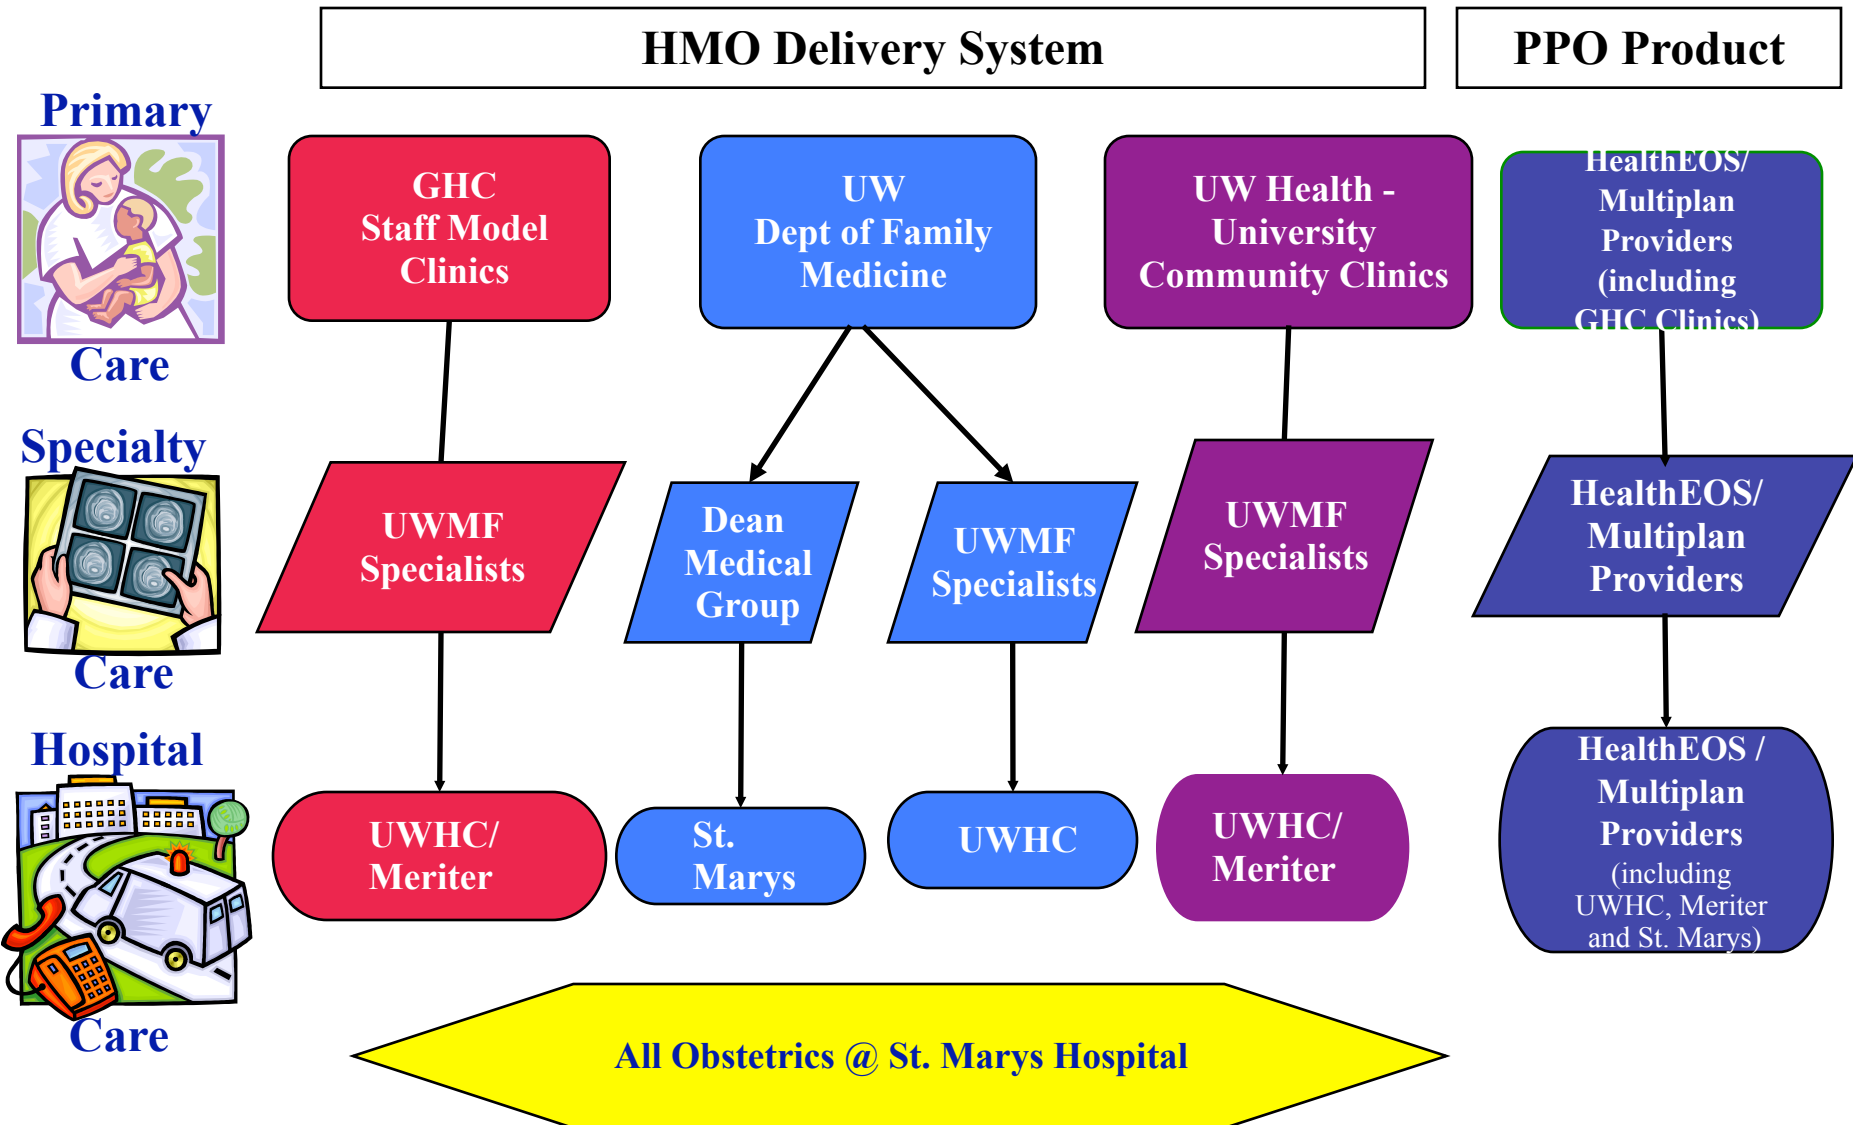 HMO Delivery System
PPO Product
Primary
Care
GHC
Staff Model
Clinics
UW
Dept of Family
Medicine
UW Health -
University
Community Clinics
HealthEOS/
Multiplan
Providers
(including
GHC Clinics)
Specialty
Care
UWMF
Specialists
Dean
Medical
Group
UWMF
Specialists
UWMF
Specialists
HealthEOS/
Multiplan
Providers
Hospital
Care
UWHC/
Meriter
St.
Marys
UWHC
UWHC/
Meriter
HealthEOS /
Multiplan
Providers
(including
UWHC, Meriter
and St. Marys)
All Obstetrics @ St. Marys Hospital